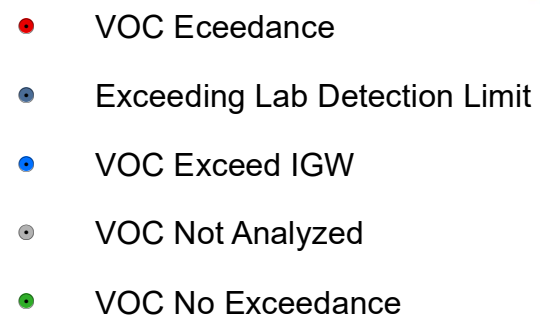 VOC Eceedance
Exceeding Lab Detection Limit
VOC Exceed IGW
VOC Not Analyzed
VOC No Exceedance